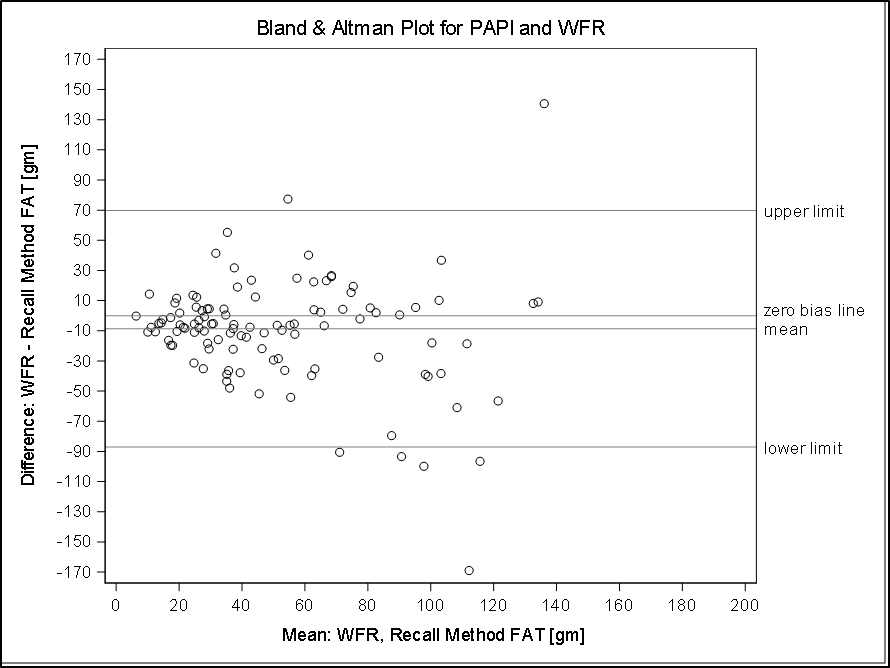 Bland & Altman Plot for PAPI and WFR
Difference: WFR - Recall Method FAT [gm]
170
150
130
110
90
70
50
30
10
-10
-30
-50
-70
-90
-110
-130
-150
-170
upper limit
zero bias line
mean
lower limit
0 20 40 60 80 100 120 140 160 180 200
Mean: WFR, Recall Method FAT [gm]